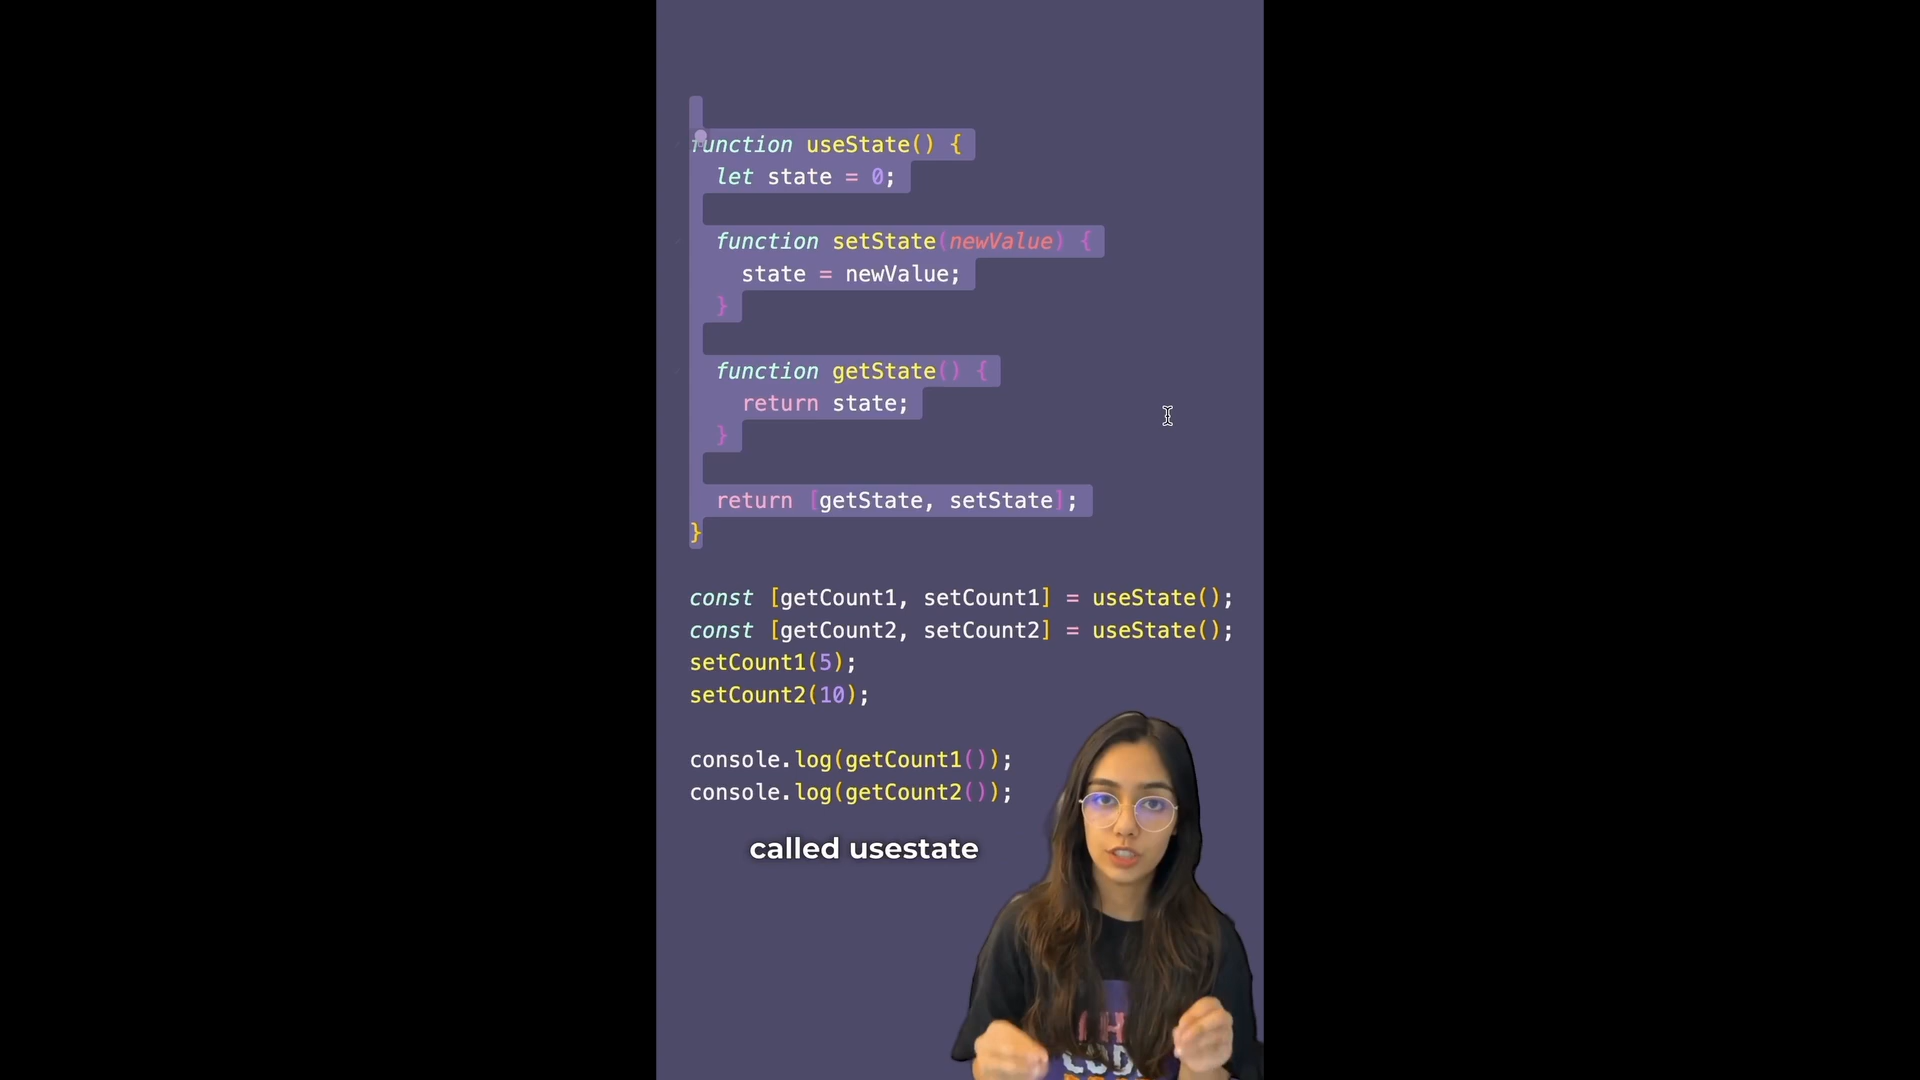 function useState() {
  let state = 0;
  function setState(newValue) {
    state = newValue;
  }
  function getState() {
    return state;
  }
  return [getState, setState];
}
const [getCount1, setCount1] = useState();
const [getCount2, setCount2] = useState();
setCount1(5);
setCount2(10);
console.log(getCount1());
console.log(getCount2());
called usestate